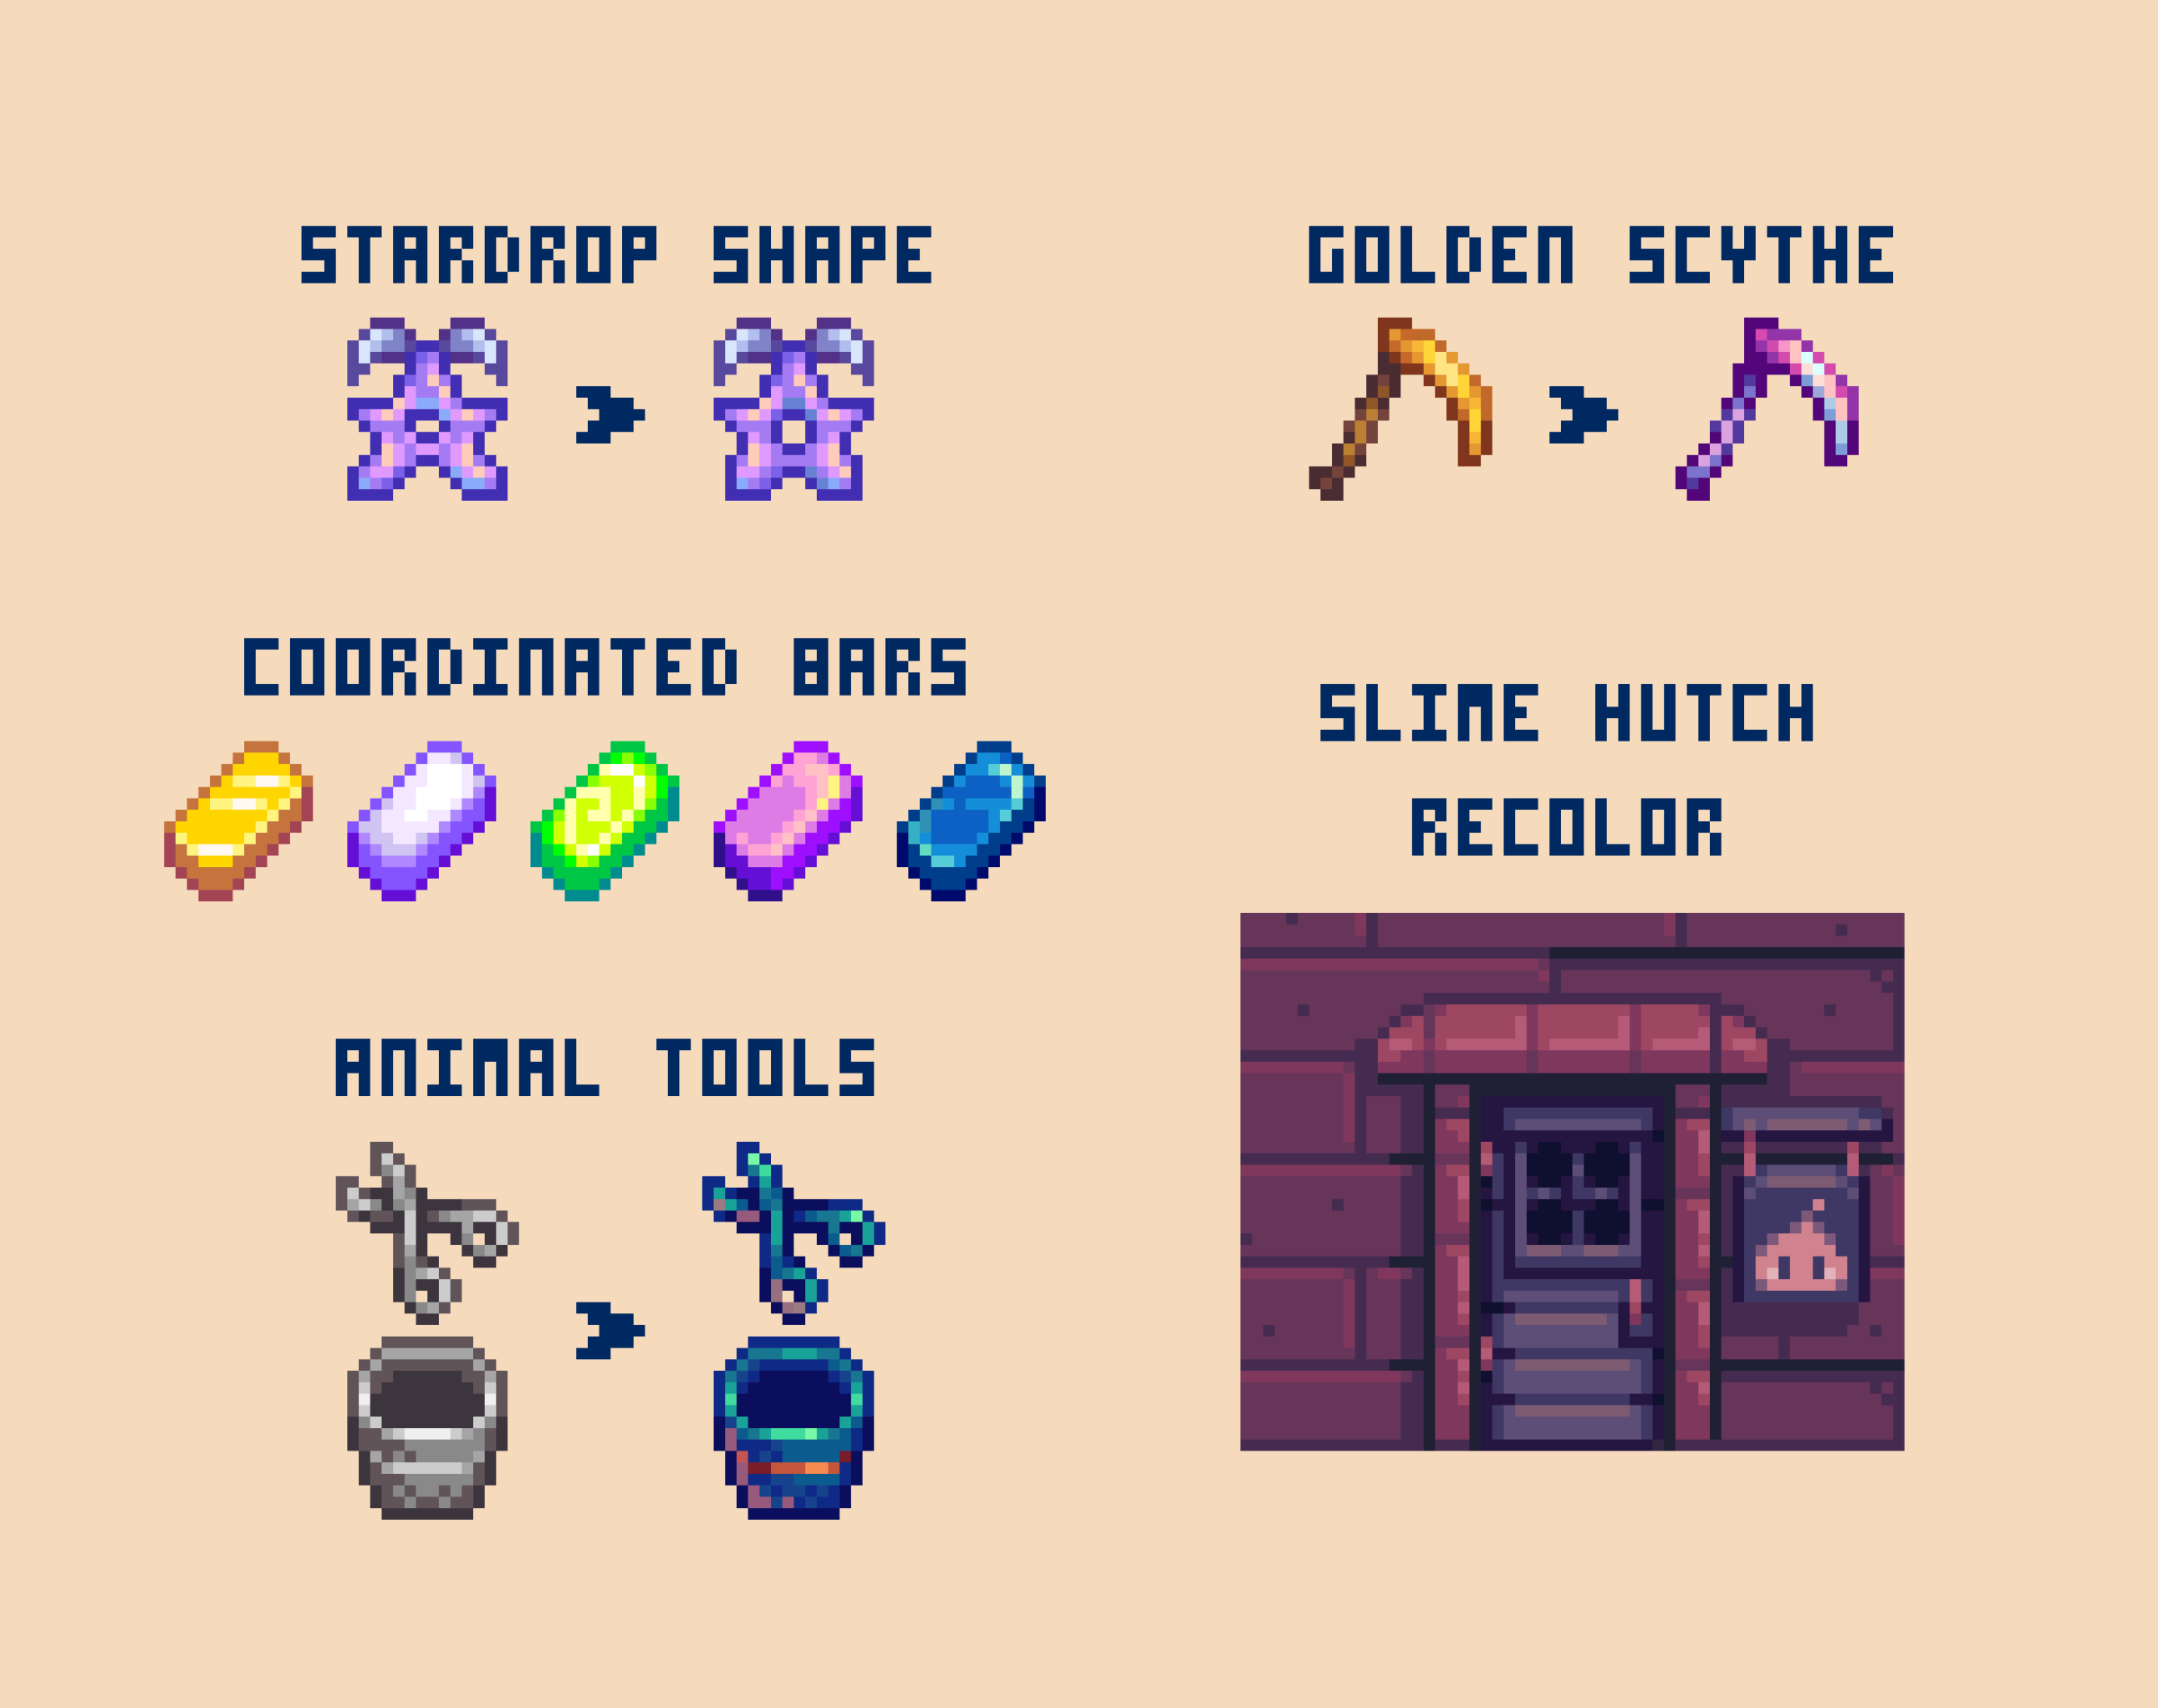 STARDROP SHAPE
GOLDEN SCYTHE
COORDINATED BARS
SLIME HUTCH
RECOLOR
ANIMAL TOOLS